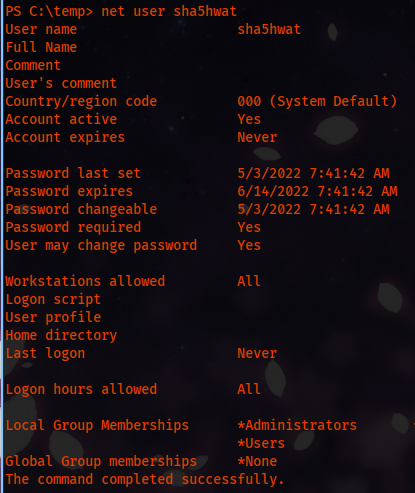 PS C:\temp> net user sha5hwat
User name                    sha5hwat
Full Name
Comment
User's comment
Country/region code          000 (System Default)
Account active               Yes
Account expires              Never
Password last set            5/3/2022 7:41:42 AM
Password expires             6/14/2022 7:41:42 AM
Password changeable          5/3/2022 7:41:42 AM
Password required            Yes
User may change password     Yes
Workstations allowed         All
Logon script
User profile
Home directory
Last logon                   Never
Logon hours allowed          All
Local Group Memberships      *Administrators
*Users
Global Group memberships     *None
The command completed successfully.